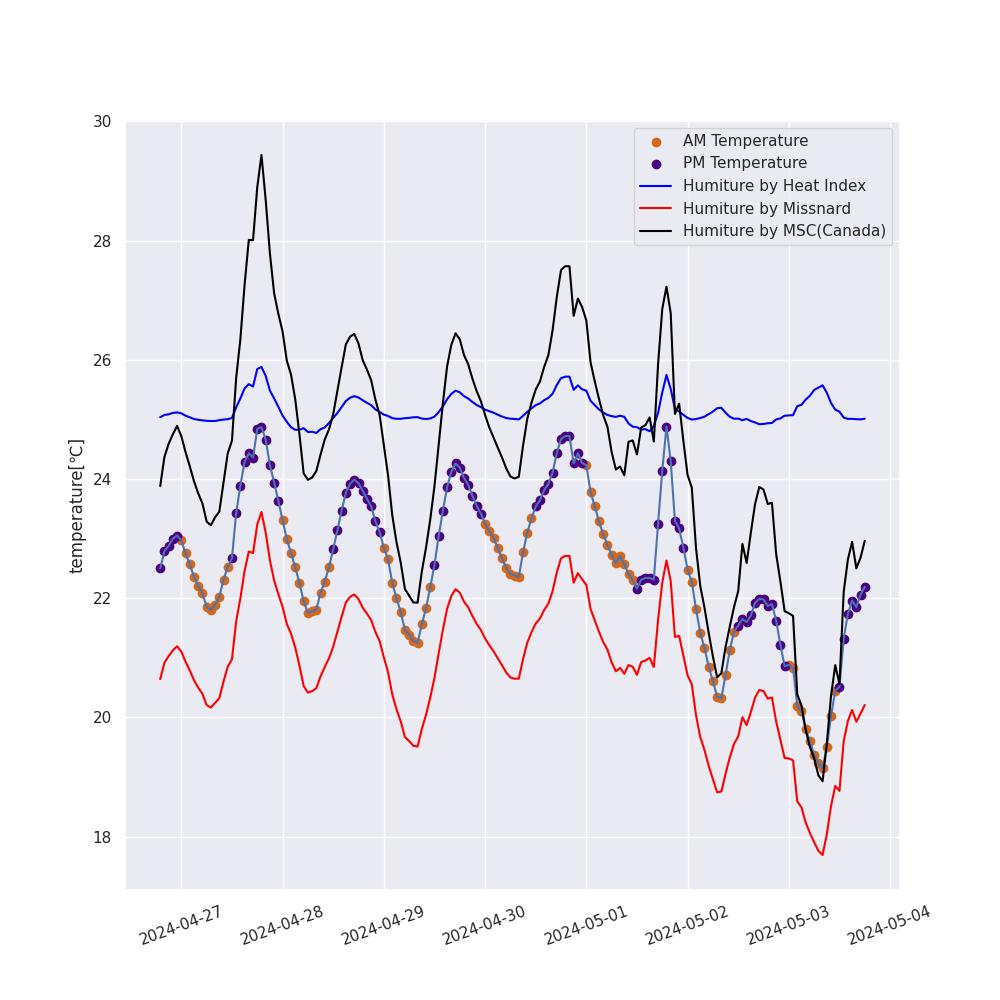 30
28
26
24
22
20
18
temperature[℃]
AM Temperature
PM Temperature
Humiture by Heat Index
Humiture by Missnard
Humiture by MSC(Canada)
2024-04-27
2024-04-28
2024-04-29
2024-04-30
2024-05-01
2024-05-02
2024-05-03
2024-05-04